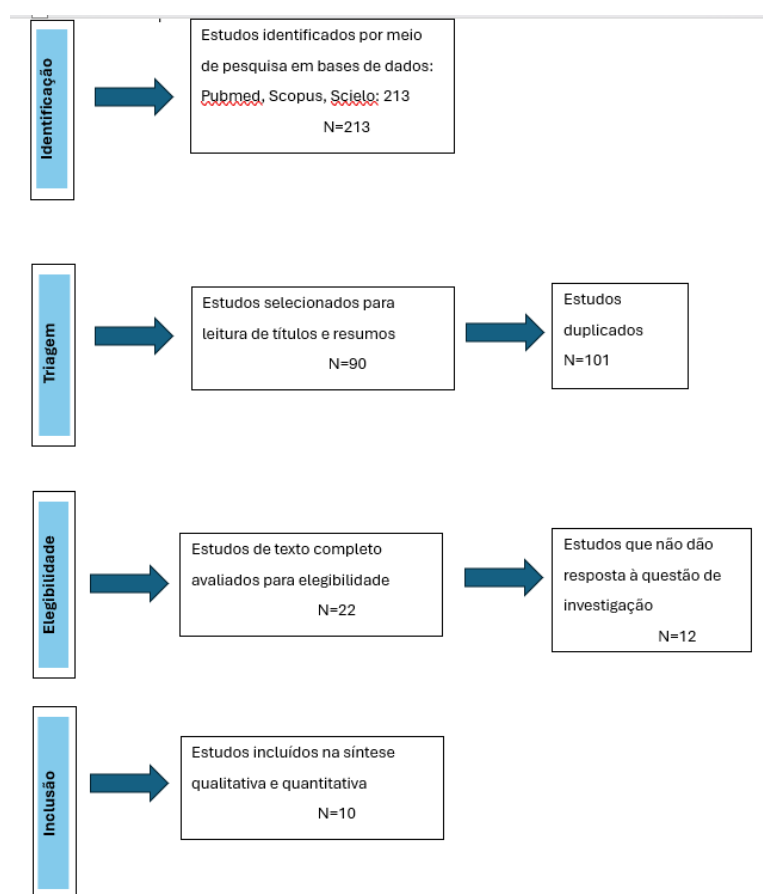 Identificação
Estudos identificados por meio
de pesquisa em bases de dados:
Pubmed, Scopus, Scielo: 213
N=213
Triagem
Estudos selecionados para
leitura de títulos e resumos
N=90
Estudos
duplicados
N=101
Elegibilidade
Estudos de texto completo
avaliados para elegibilidade
N=22
Estudos que não dão
resposta à questão de
investigação
N=12
Inclusão
Estudos incluídos na síntese
qualitativa e quantitativa
N=10